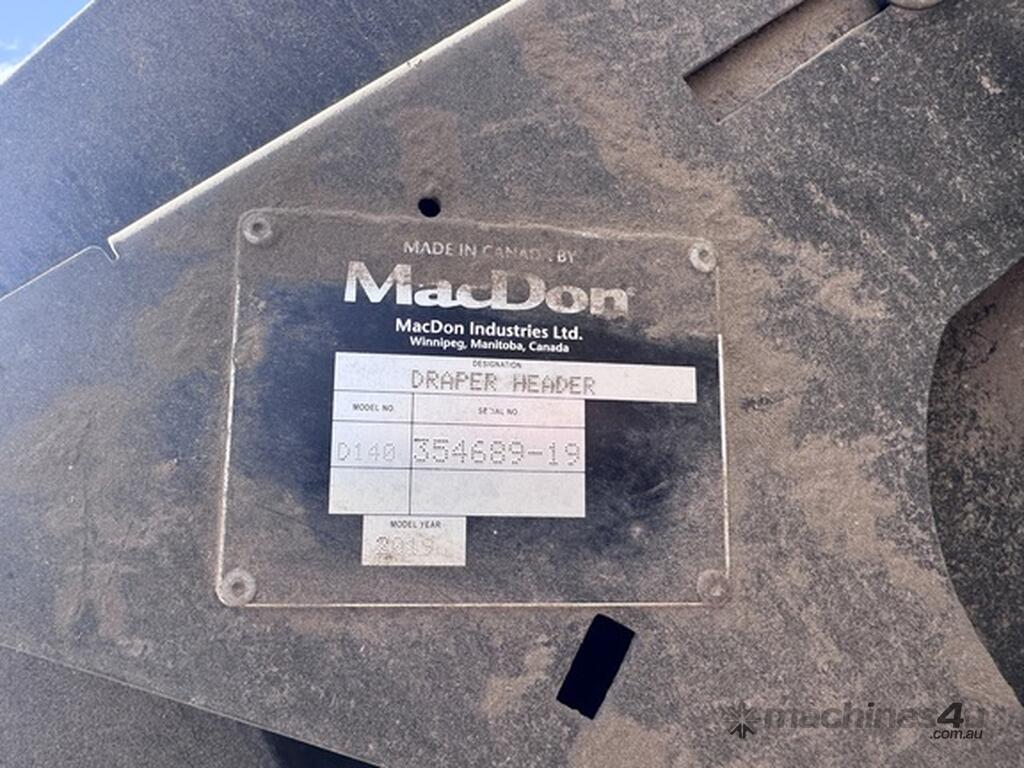 MADE IN CANADA BY
MacDon
MacDon Industries Ltd.
Winnipeg, Manitoba, Canada
DESIGNATION
DRAPER HEADER
MODEL NO. SERIAL NO.
D140 354689-19
MODEL YEAR
2019
machines4u
.com.au